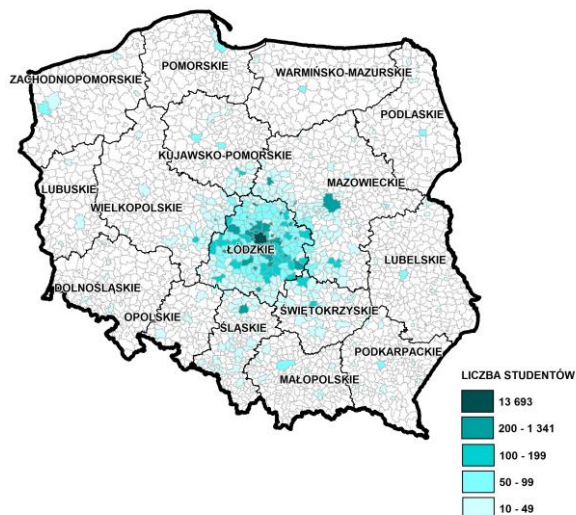 POMORSKIE
WARMIŃSKO-MAZURSKIE
ZACHODNIOPOMORSKIE
PODLASKIE
KUJAWSKO-POMORSKIE
MAZOWIECKIE
LUBUSKIE
WIELKOPOLSKIE
ŁÓDZKIE
LUBELSKIE
DOLNOŚLĄSKIE
OPOLSKIE
ŚWIĘTOKRZYSKIE
ŚLĄSKIE
PODKARPACKIE
MAŁOPOLSKIE
LICZBA STUDENTÓW
13 693
200 - 1 341
100 - 199
50 - 99
10 - 49